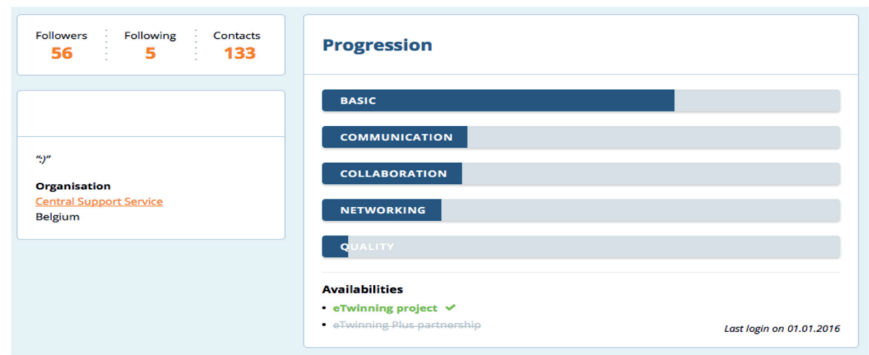 Followers Following Contacts
56 5 133
":)"
Organisation
Central Support Service
Belgium
Progression
BASIC
COMMUNICATION
COLLABORATION
NETWORKING
QUALITY
Availabilities
• eTwinning project ✓
• eTwinning Plus partnership
Last login on 01.01.2016